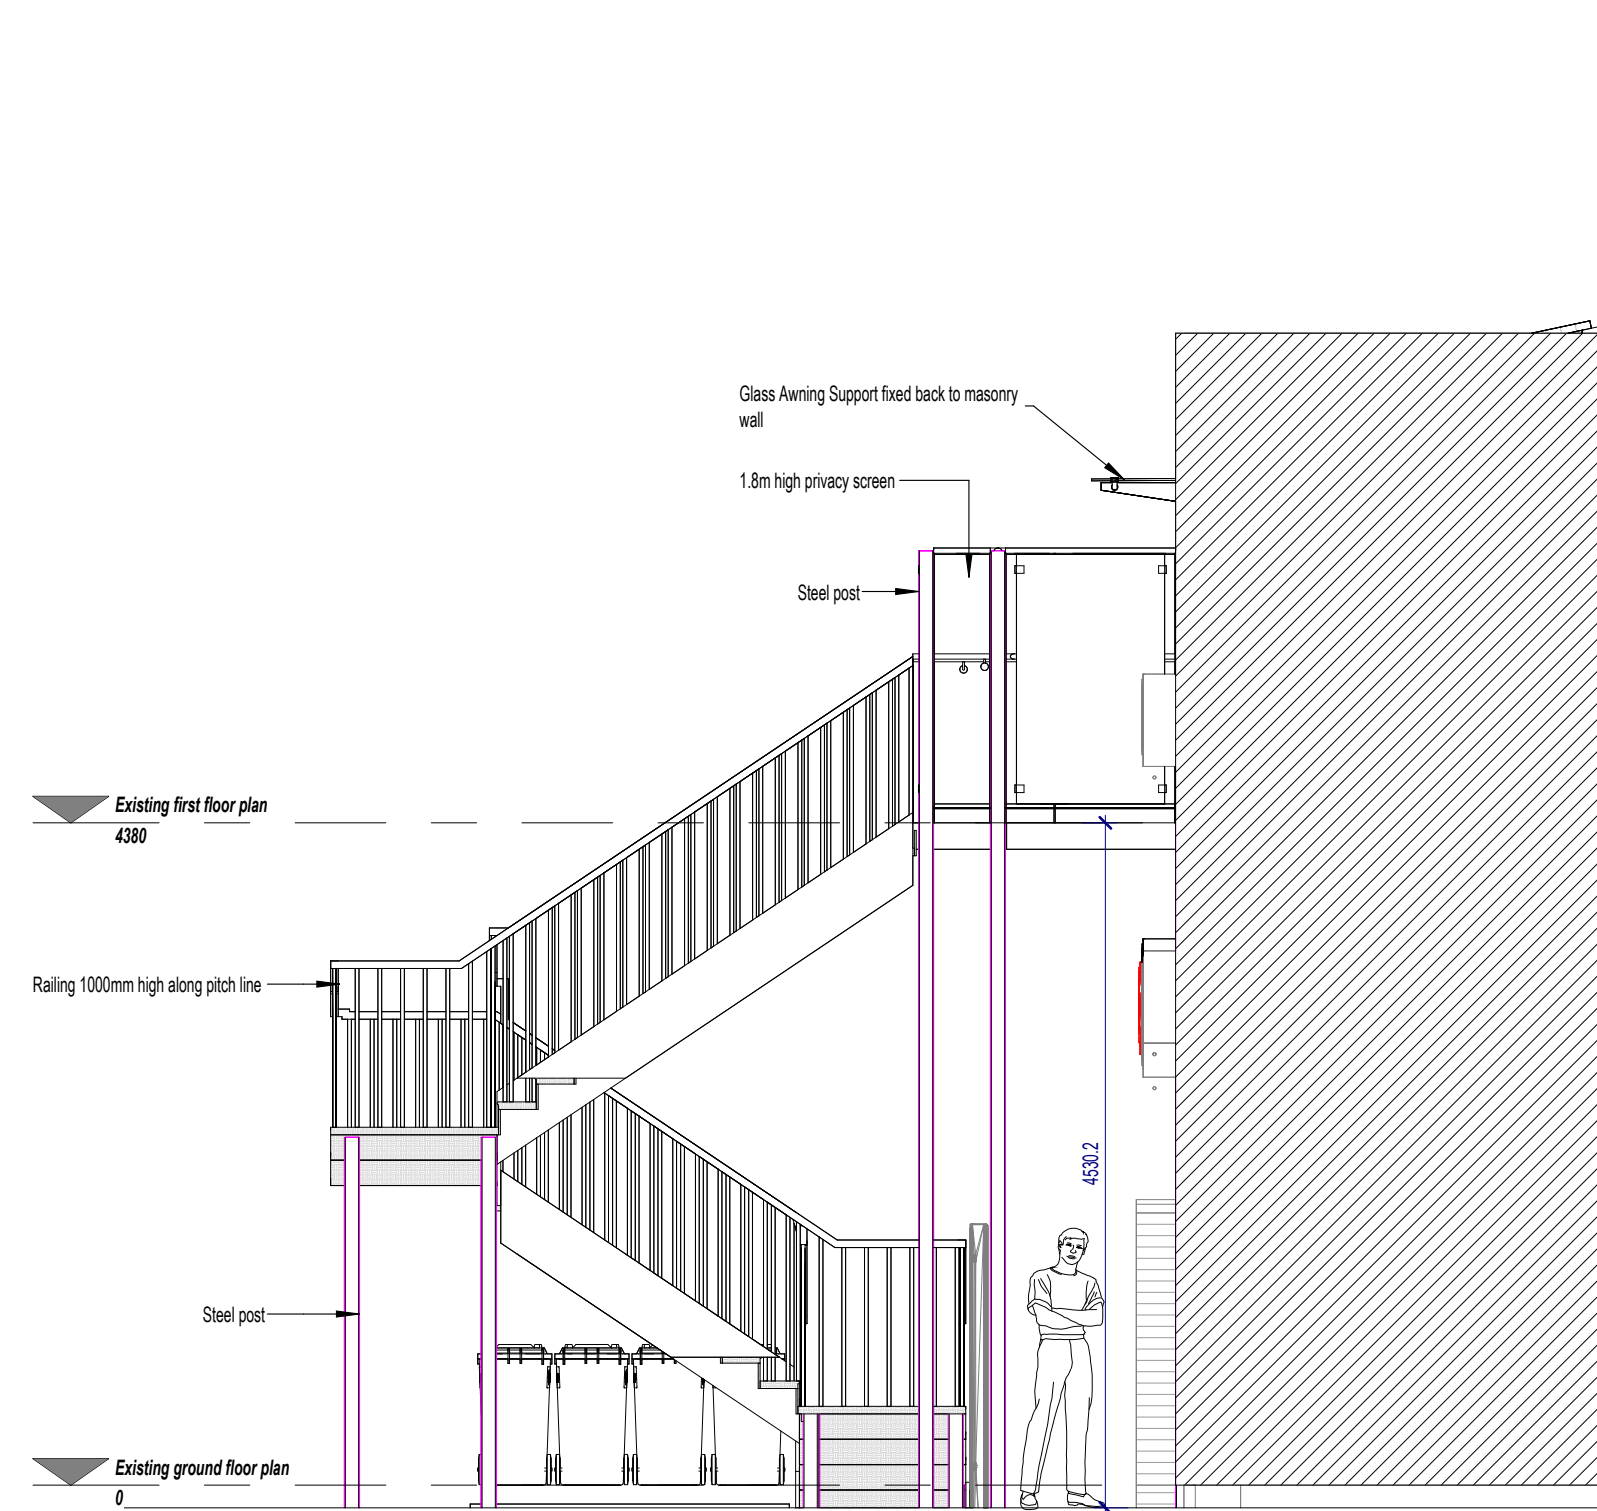 Glass Awning Support fixed back to masonry
wall
1.8m high privacy screen
Steel post
Existing first floor plan
4380
Railing 1000mm high along pitch line
4530.2
Steel post
Existing ground floor plan
0